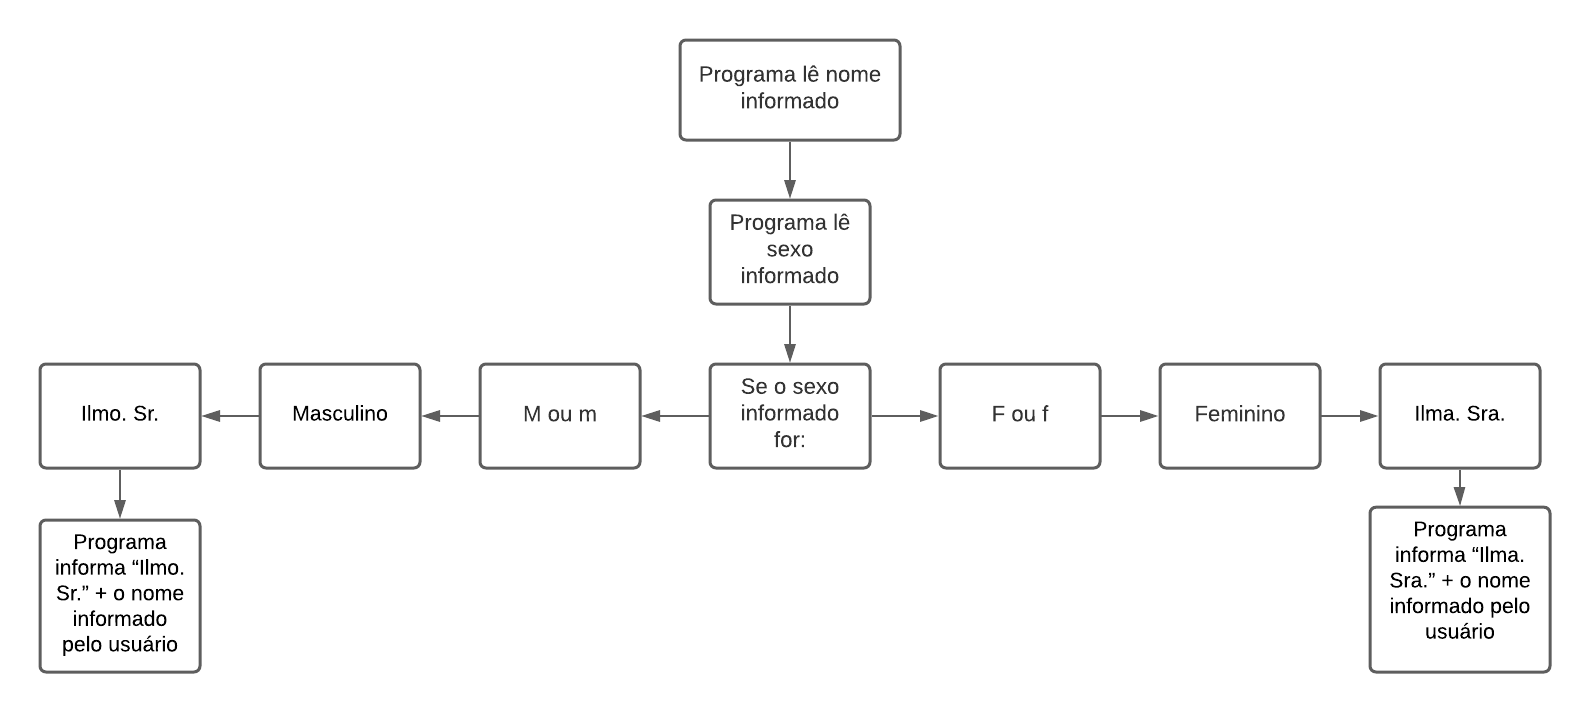 Programa lê nome
informado
Programa lê
sexo
informado
Ilmo. Sr.
Masculino
M ou m
Se o sexo
informado
for:
F ou f
Feminino
Ilma. Sra.
Programa
informa “Ilmo.
Sr.” + o nome
informado
pelo usuário
Programa
informa “Ilma.
Sra.” + o nome
informado pelo
usuário